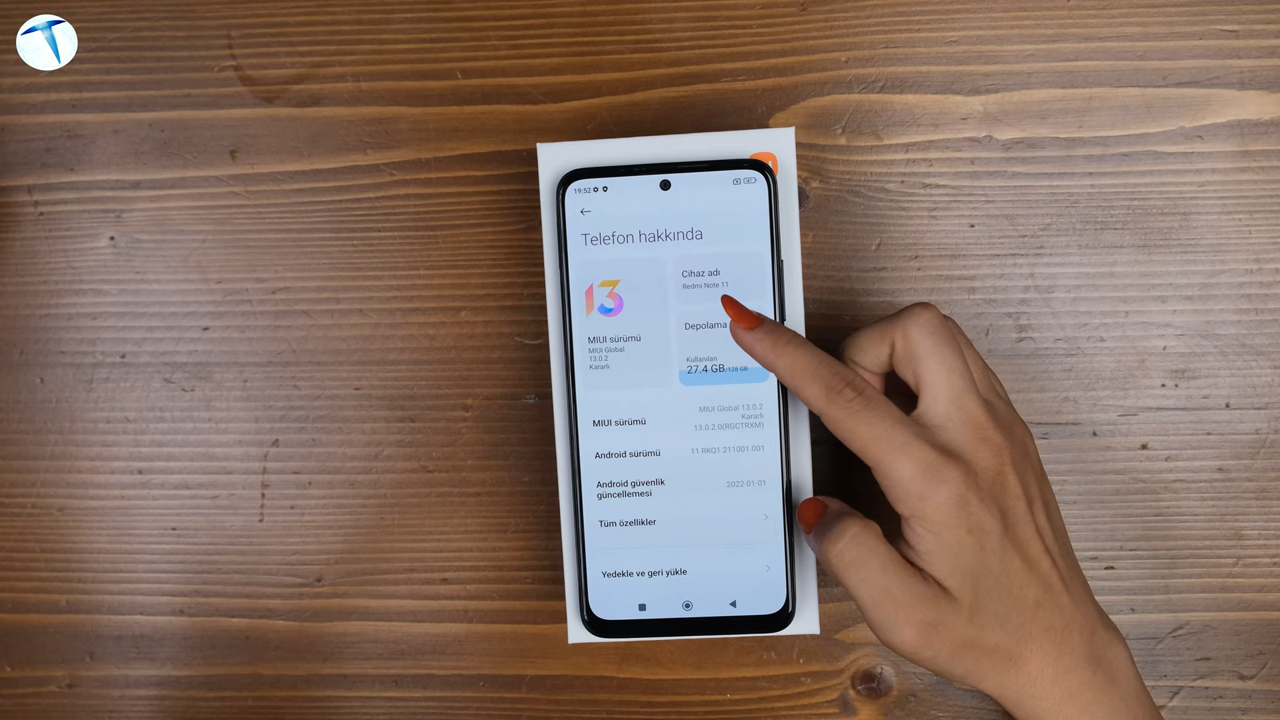 19:52
Telefon hakkında
13
MIUI sürümü
MIUI Global
13.0.2
Kararlı
Cihaz adı
Redmi Note 11
Depolama
Kullanılan
27.4 GB/128 GB
MIUI sürümü
MIUI Global 13.0.2
Kararlı
13.0.2.0(RGCTRXM)
Android sürümü
11 RKQ1.211001.001
Android güvenlik
güncellemesi
2022-01-01
Tüm özellikler
Yedekle ve geri yükle